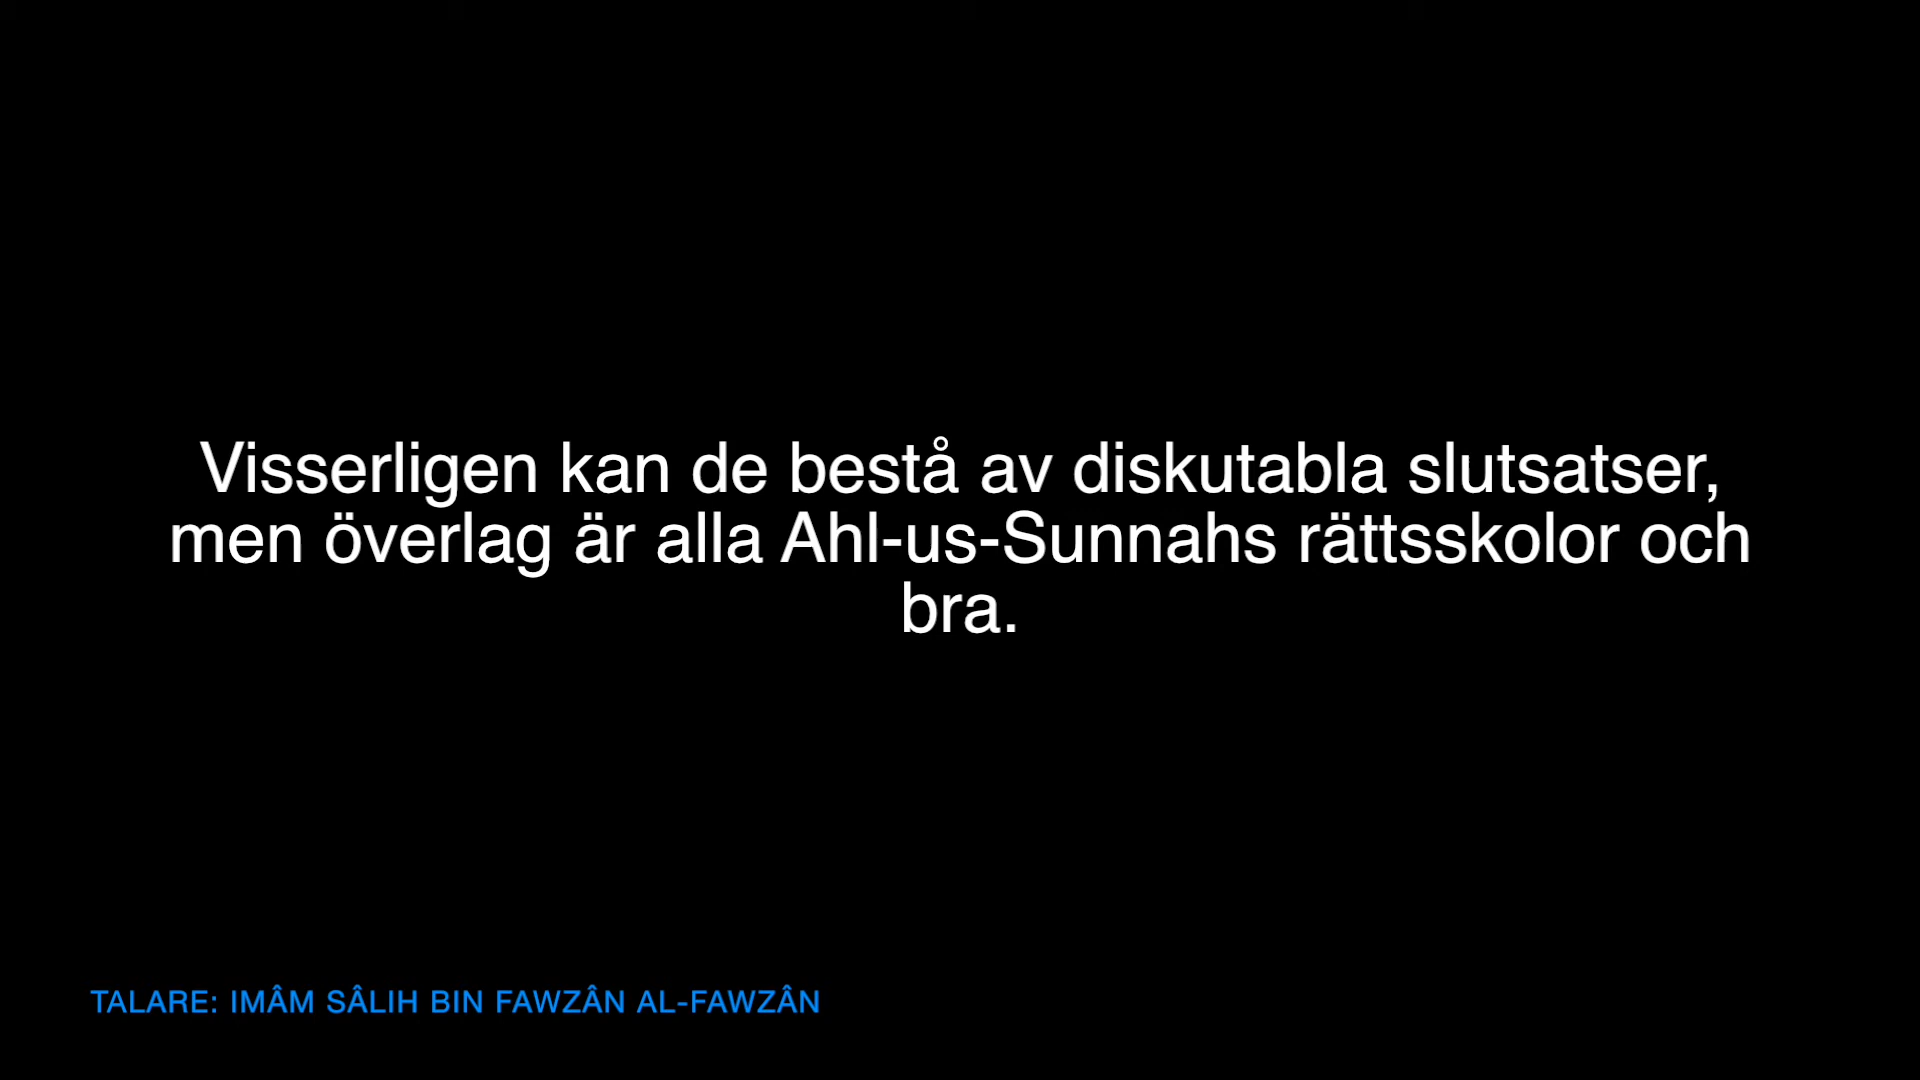 Visserligen kan de bestå av diskutabla slutsatser,
men överlag är alla Ahl-us-Sunnahs rättsskolor och
bra.
TALARE: IMÂM SÂLIH BIN FAWZÂN AL-FAWZÂN